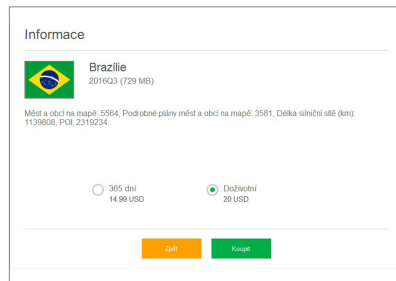 Informace
Brazílie
2016Q3 (729 MB)
Měst a obcí na mapě: 5564, Podrobné plány měst a obcí na mapě: 3581, Délka silniční sítě (km):
1139808, POI: 2319234.
365 dní
14.99 USD
Doživotní
20 USD
Zpět
Koupit